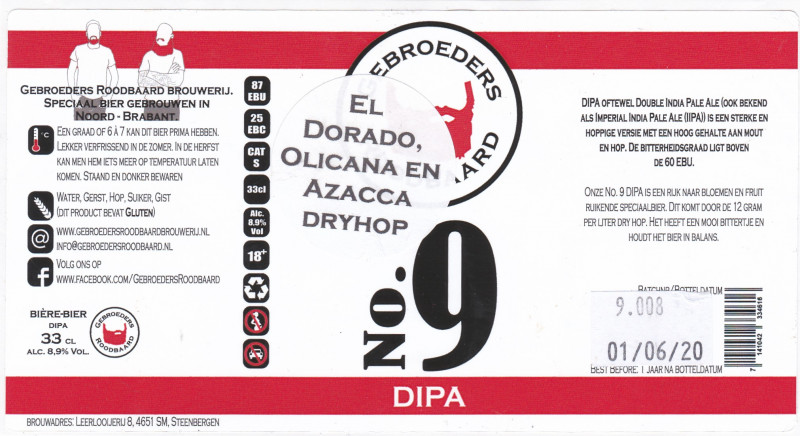 GEBROEDERS ROODBAARD BROUWERIJ.
SPECIAAL BIER GEBROUWEN IN
NOORD - BRABANT.
°C
EEN GRAAD OF 6 À 7 KAN DIT BIER PRIMA HEBBEN.
LEKKER VERFRISSEND IN DE ZOMER. IN DE HERFST
KAN MEN HEM IETS MEER OP TEMPERATUUR LATEN
KOMEN. STAAND EN DONKER BEWAREN
WATER, GERST, HOP, SUIKER, GIST
(DIT PRODUCT BEVAT GLUTEN)
@
WWW.GEBROEDERSROODBAARDBROUWERIJ.NL
INFO@GEBROEDERSROODBAARD.NL
f
VOLG ONS OP
WWW.FACEBOOK.COM/GEBROEDERSROODBAARD
BIÈRE-BIER
DIPA
33 CL
ALC. 8,9% VOL.
GEBROEDERS
ROODBAARD
BROUWADRES: LEERLOOIJERIJ 8, 4651 SM, STEENBERGEN
87
EBU
25
EBC
CAT
S
33cl
Alc.
8.9%
Vol
18+
GEBROEDERS
ROODBAARD
EL
DORADO,
OLICANA EN
AZACCA
DRYHOP
No. 9
DIPA
DIPA OFTEWEL DOUBLE INDIA PALE ALE (OOK BEKEND
ALS IMPERIAL INDIA PALE ALE (IIPA)) IS EEN STERKE EN
HOPPIGE VERSIE MET EEN HOOG GEHALTE AAN MOUT
EN HOP. DE BITTERHEIDSGRAAD LIGT BOVEN
DE 60 EBU.
ONZE NO. 9 DIPA IS EEN RIJK NAAR BLOEMEN EN FRUIT
RUIKENDE SPECIAALBIER. DIT KOMT DOOR DE 12 GRAM
PER LITER DRY HOP. HET HEEFT EEN MOOI BITTERTJE EN
HOUDT HET BIER IN BALANS.
BATCHNR/BOTTELDATUM
9.008
01/06/20
BEST BEFORE: 1 JAAR NA BOTTELDATUM
7 141042 334616